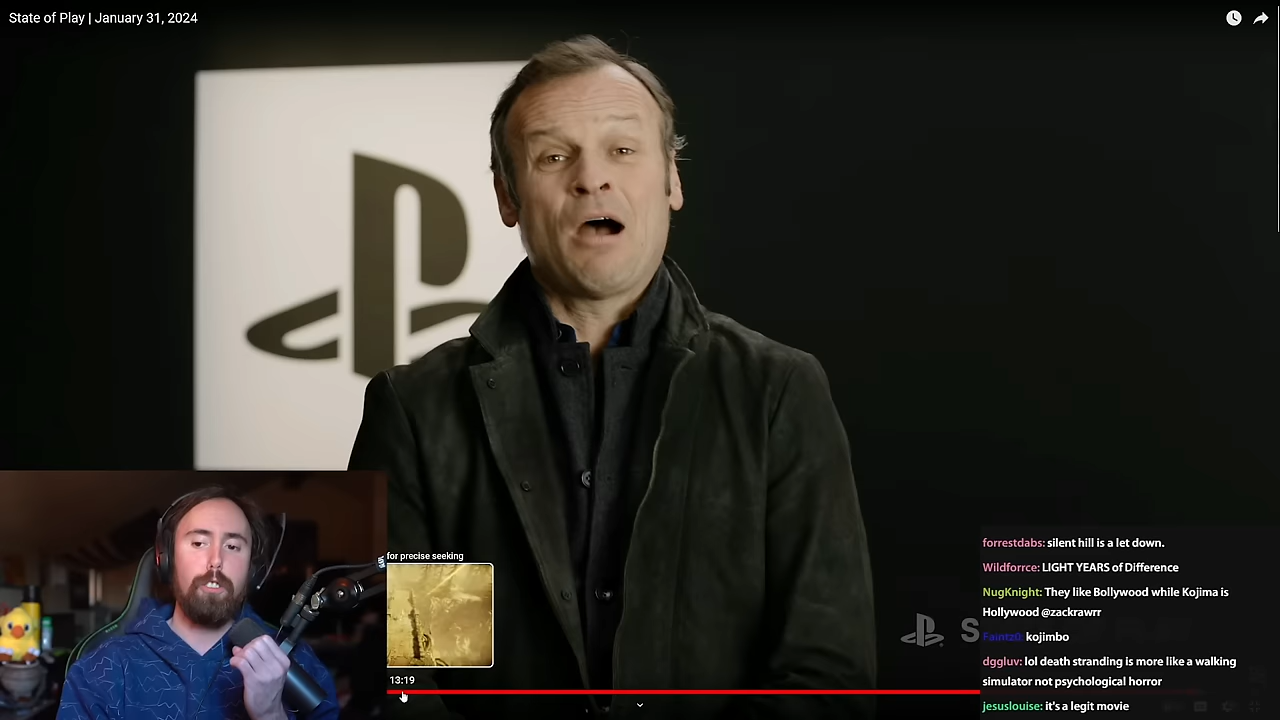 State of Play | January 31, 2024
for precise seeking
13:19
S
forrestdabs: silent hill is a let down.
Wildforrce: LIGHT YEARS of Difference
NugKnight: They like Bollywood while Kojima is
Hollywood @zackrawrr
Faintz0: kojimbo
dggluv: lol death stranding is more like a walking
simulator not psychological horror
jesuslouise: it's a legit movie